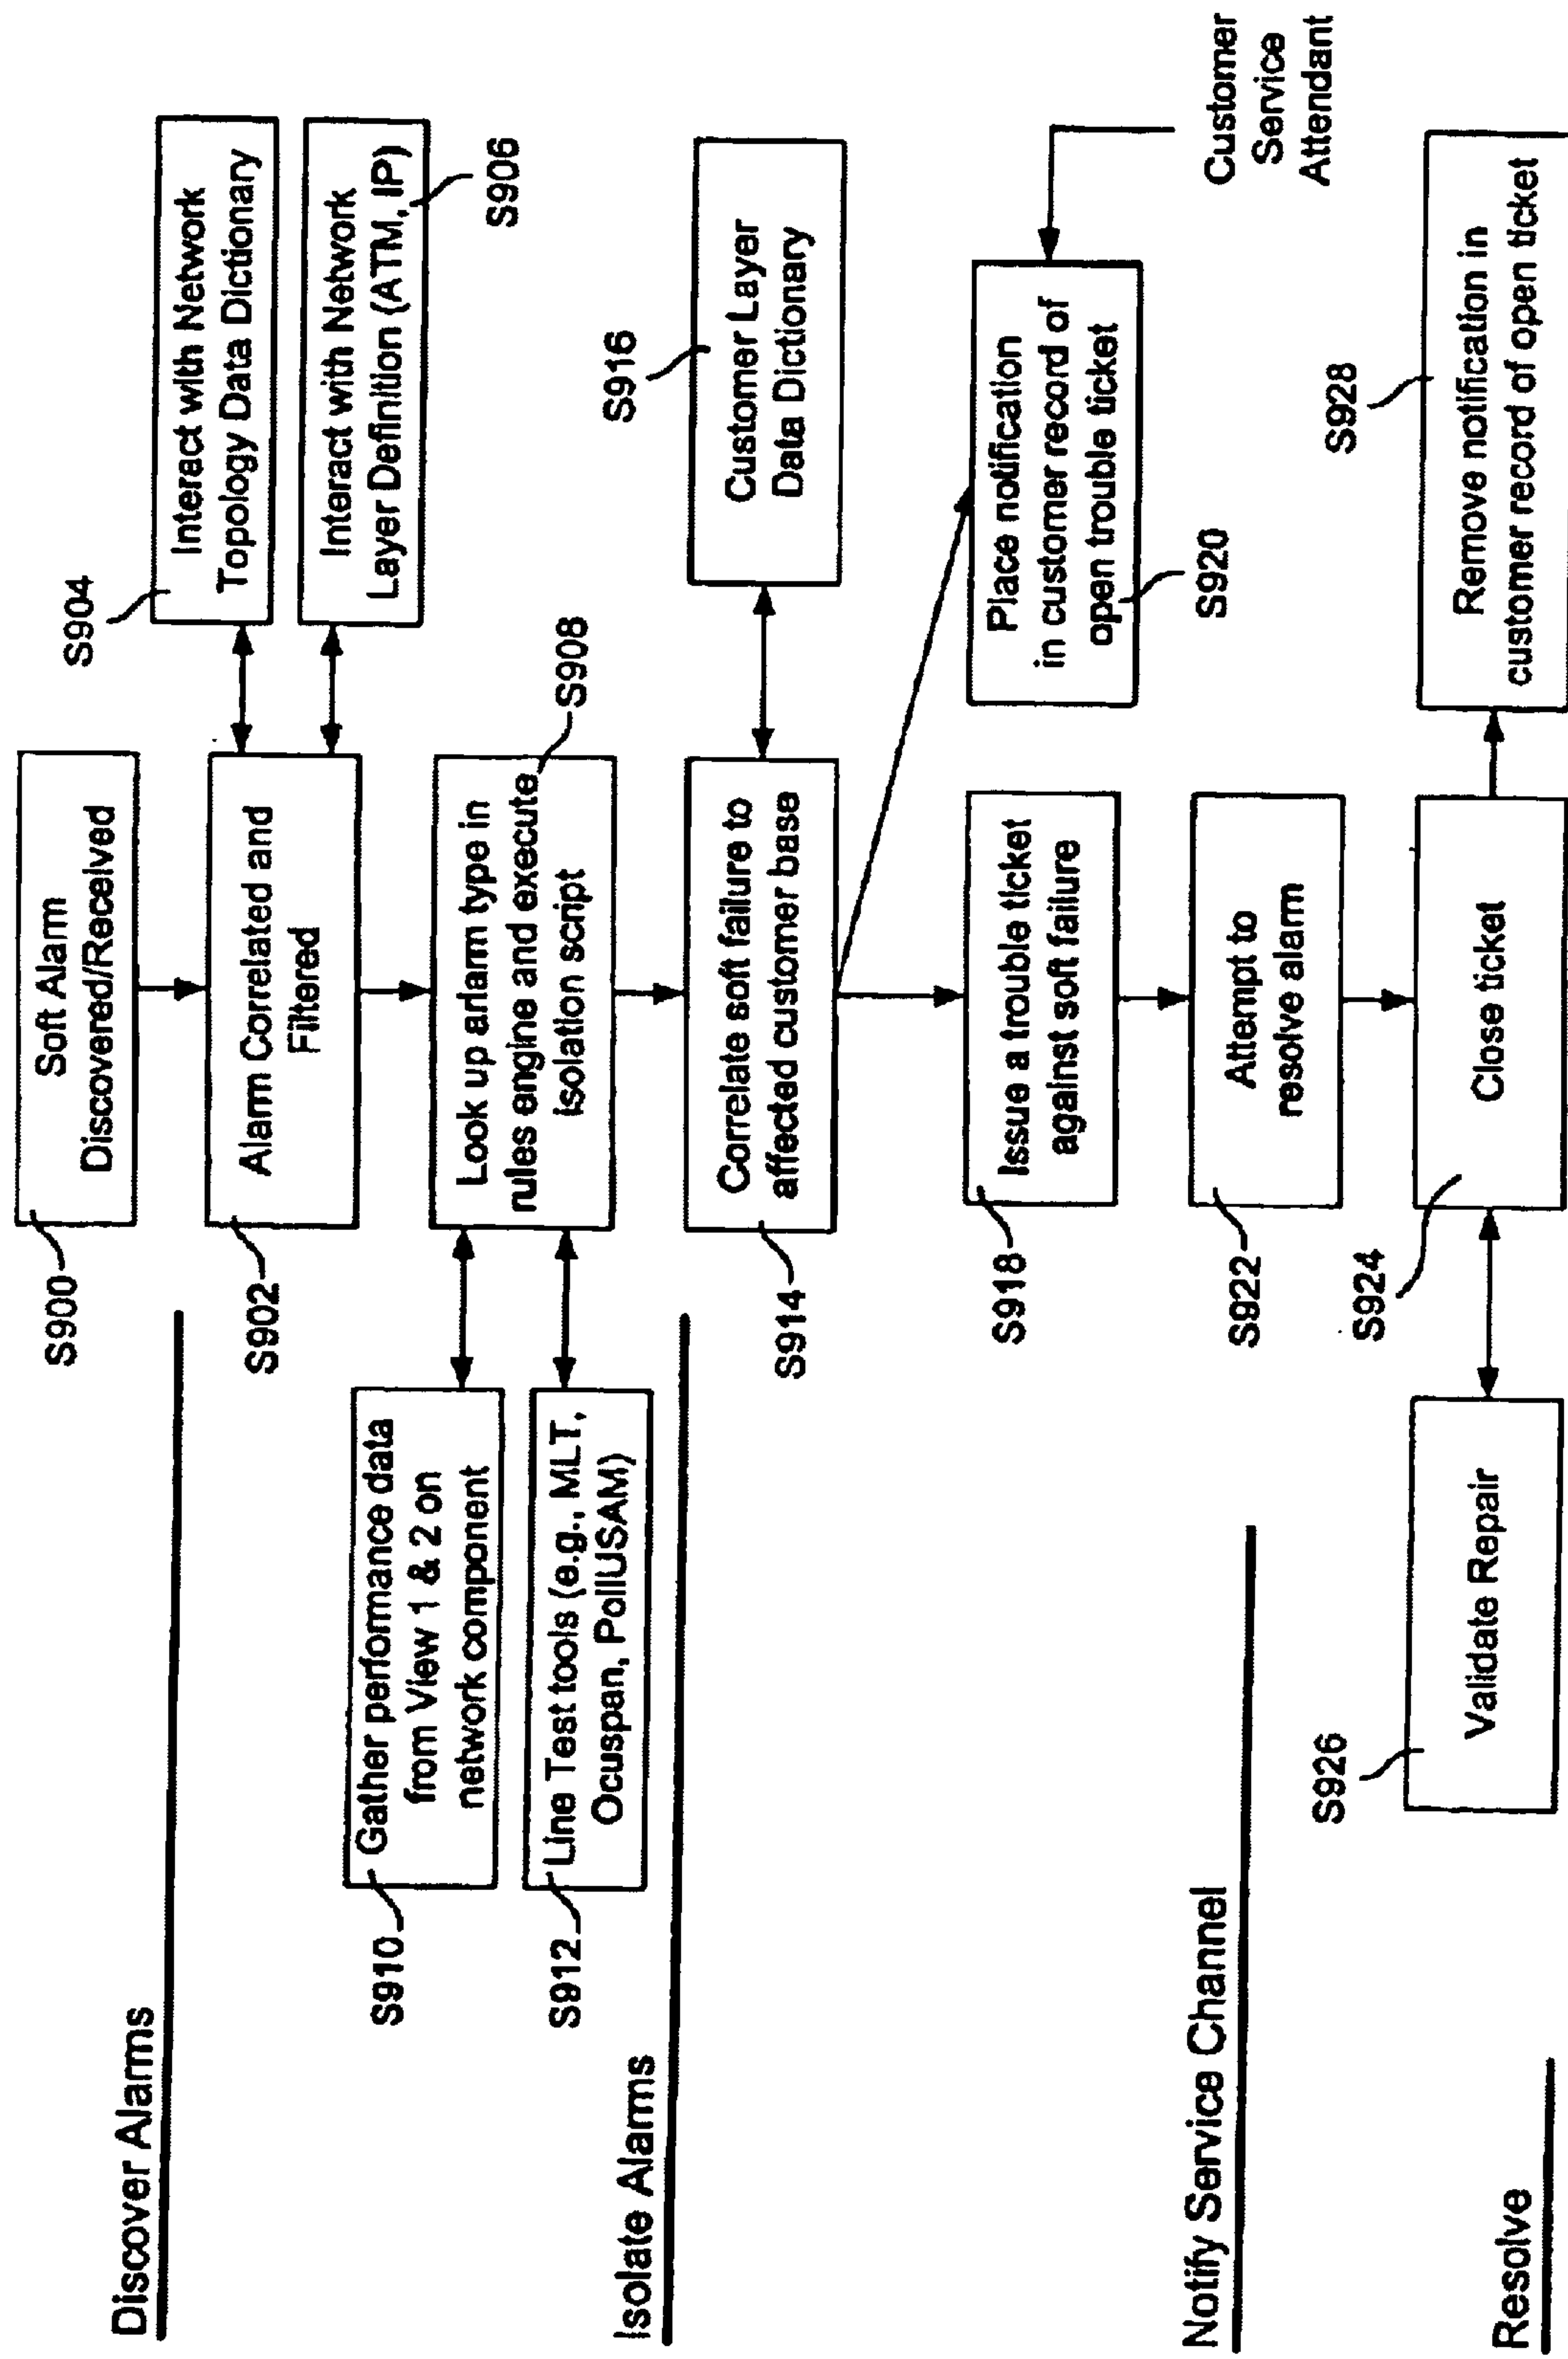 Soft Alarm
Discovered/Received
S900
Discover Alarms
S902
Alarm Correlated and
Filtered
S904
Interact with Network
Topology Data Dictionary
Interact with Network
Layer Definition (ATM, IP)
S906
S910
Gather performance data
from View 1 & 2 on
network component
Look up arlarm type in
rules engine and execute
isolation script
S908
S912
Line Test tools (e.g., MLT,
Ocuspan, PollUSAM)
Isolate Alarms
S914
Correlate soft failure to
affected customer base
S916
Customer Layer
Data Dictionary
S918
Issue a trouble ticket
against soft failure
Place notification
in customer record of
open trouble ticket
S920
Customer
Service
Attendant
Notify Service Channel
S922
Attempt to
resolve alarm
S926
Validate Repair
S924
Close ticket
S928
Remove notification in
customer record of open ticket
Resolve